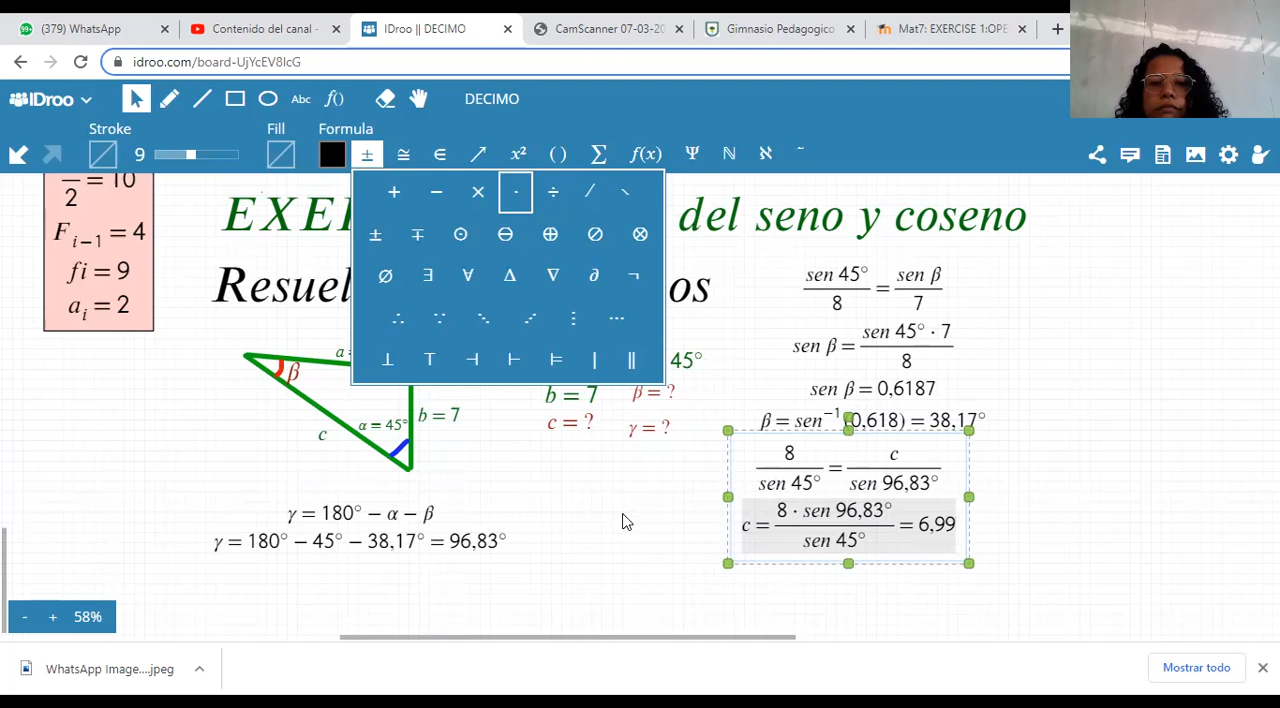 (379) WhatsApp
Contenido del canal -
IDroo || DECIMO
CamScanner 07-03-20
Gimnasio Pedagogico
Mat7: EXERCISE 1:OPE
99+
idroo.com/board-UjYcEV8IcG
IDroo
Abc
f()
DECIMO
Stroke
Fill
Formula
9
± ≅ ∈ x² ( ) ∑ f(x) Ψ ℕ ℵ ~
+ − × · ÷ ∕ ∖
± ∓ ⊙ ⊖ ⊕ ⊘ ⊗
∅ ∃ ∀ Δ ∇ ∂ ¬
∴ ∵ ⋱ ⋰ ⋮ ⋯
⊥ ⊤ ⊣ ⊢ ⊨ | ‖
/2 = 10
F i−1 = 4
fi = 9
a i = 2
del seno y coseno
a =
β
α = 45°
b = 7
c
45°
b = 7
β = ?
c = ?
γ = ?
γ = 180° − α − β
γ = 180° − 45° − 38,17° = 96,83°
sen 45°/8 = sen β/7
sen β = sen 45° · 7/8
sen β = 0,6187
β = sen⁻¹ (0,618) = 38,17°
8/sen 45° = c/sen 96,83°
c = 8 · sen 96,83°/sen 45° = 6,99
- + 58%
WhatsApp Image....jpeg
Mostrar todo